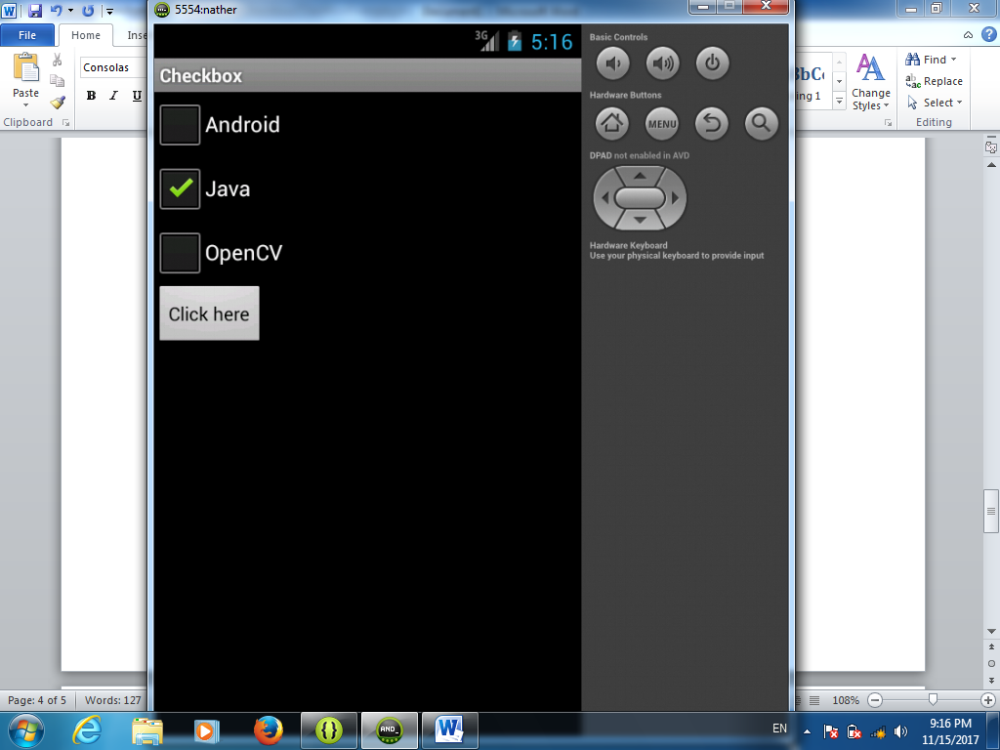 5554:nather
File
Home
Inse
Paste
Clipboard
Consolas
B I U
bC
ing 1
Change
Styles
Find
Replace
Select
Editing
3G 5:16
Checkbox
Android
Java
OpenCV
Click here
Basic Controls
Hardware Buttons
MENU
DPAD not enabled in AVD
Hardware Keyboard
Use your physical keyboard to provide input
Page: 4 of 5
Words: 127
108%
AND_
EN
9:16 PM
11/15/2017